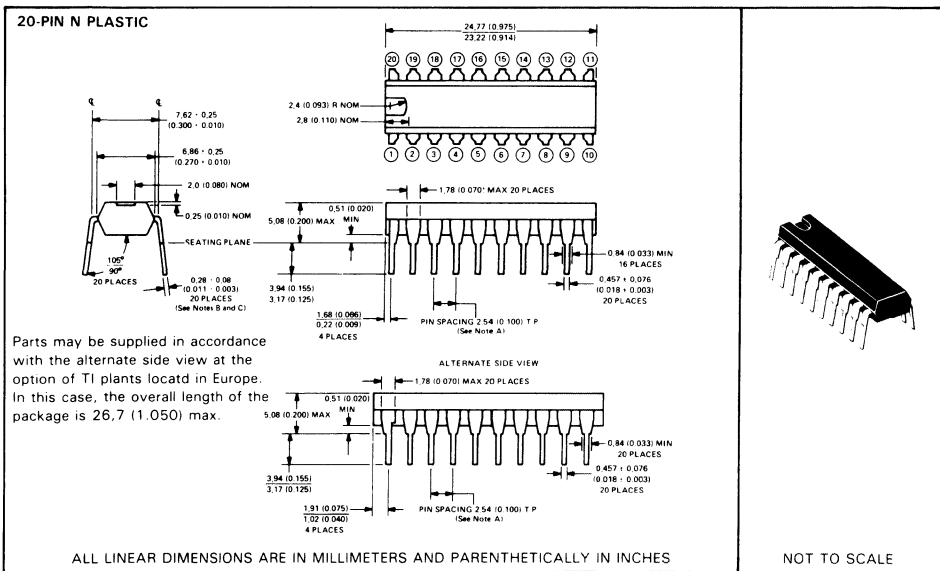 20-PIN N PLASTIC
24,77 (0.975)
23,22 (0.914)
20 19 18 17 16 15 14 13 12 11
2,4 (0.093) R NOM
2,8 (0.110) NOM
1 2 3 4 5 6 7 8 9 10
℄ ℄
7,62 · 0,25
(0.300 · 0.010)
6,86 · 0,25
(0.270 · 0.010)
2,0 (0.080) NOM
0,25 (0.010) NOM
SEATING PLANE
105°
90°
20 PLACES
0,28 · 0,08
(0.011 · 0.003)
20 PLACES
(See Notes B and C)
1,78 (0.070" MAX 20 PLACES
0,51 (0.020)
MIN
5,08 (0.200) MAX
0,84 (0.033) MIN
16 PLACES
3,94 (0.155)
3,17 (0.125)
0,457 ± 0,076
(0.018 ± 0.003)
20 PLACES
1,68 (0.066)
0,22 (0.009)
4 PLACES
PIN SPACING 2.54 (0.100) T P
(See Note A)
Parts may be supplied in accordance
with the alternate side view at the
option of TI plants locatd in Europe.
In this case, the overall length of the
package is 26,7 (1.050) max.
ALTERNATE SIDE VIEW
1,78 (0.070) MAX 20 PLACES
0,51 (0.020)
MIN
5,08 (0.200) MAX
0,84 (0.033) MIN
20 PLACES
3,94 (0.155)
3,17 (0.125)
0,457 ± 0,076
(0.018 ± 0.003)
20 PLACES
1,91 (0.075)
1,02 (0.040)
4 PLACES
PIN SPACING 2.54 (0.100) T P
(See Note A)
ALL LINEAR DIMENSIONS ARE IN MILLIMETERS AND PARENTHETICALLY IN INCHES
NOT TO SCALE